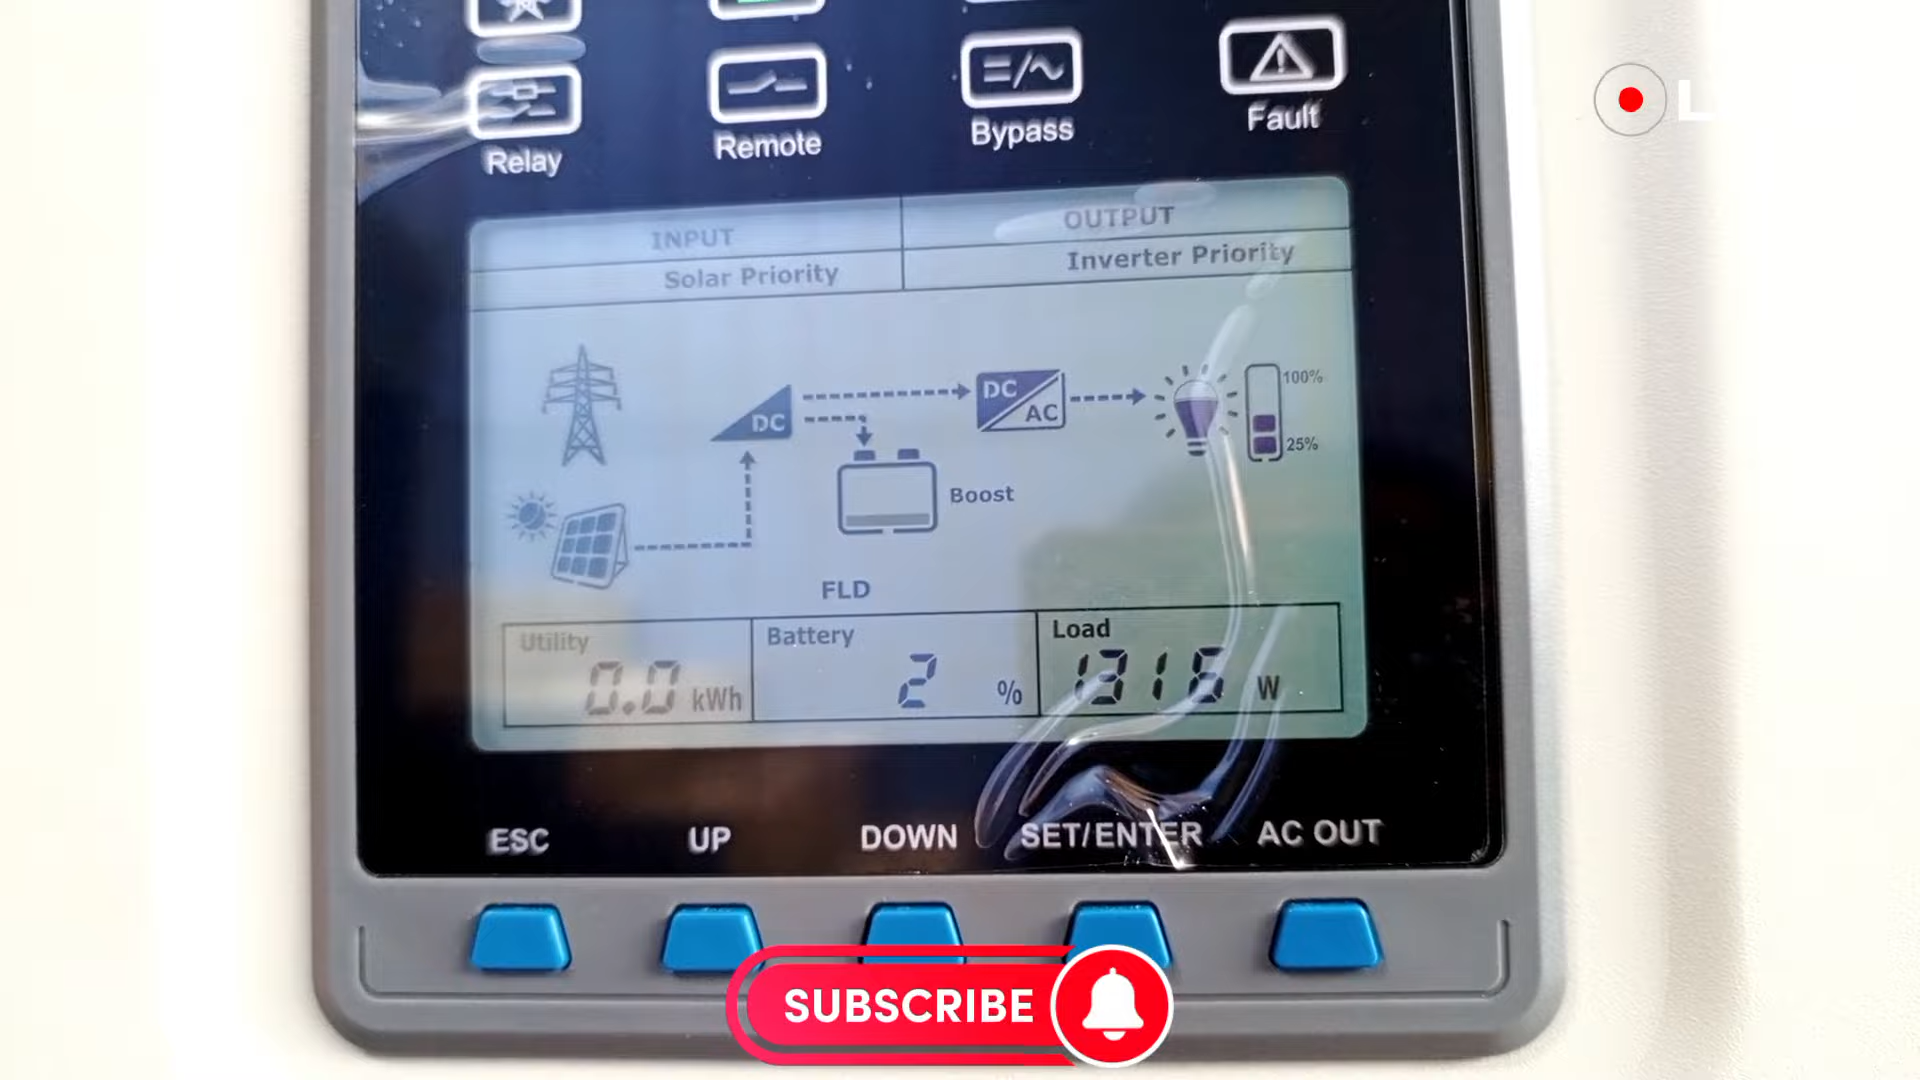 Relay
Remote
Bypass
Fault
INPUT
OUTPUT
Solar Priority
Inverter Priority
DC
DC
AC
100%
25%
Boost
FLD
Utility
0.0 kWh
Battery
2 %
Load
1316 W
ESC
UP
DOWN
SET/ENTER
AC OUT
SUBSCRIBE
L